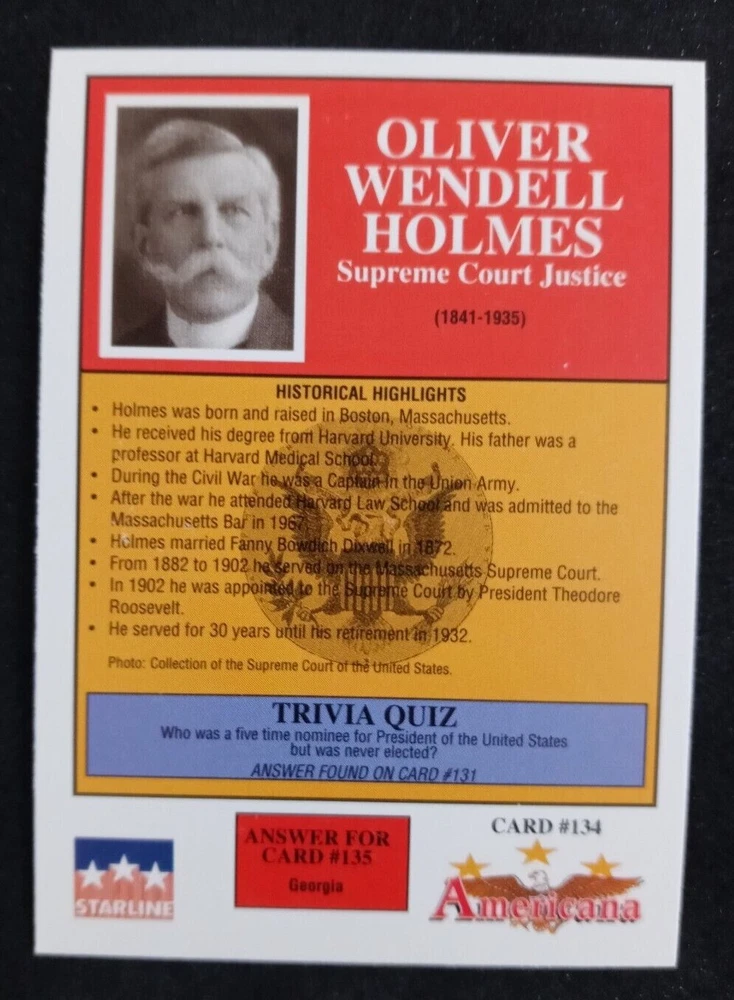 OLIVER
WENDELL
HOLMES
Supreme Court Justice
(1841-1935)
HISTORICAL HIGHLIGHTS
• Holmes was born and raised in Boston, Massachusetts.
• He received his degree from Harvard University. His father was a
professor at Harvard Medical School.
• During the Civil War he was a Captain in the Union Army.
• After the war he attended Harvard Law School and was admitted to the
Massachusetts Bar in 1967.
• Holmes married Fanny Bowdich Dixwell in 1872.
• From 1882 to 1902 he served on the Massachusetts Supreme Court.
• In 1902 he was appointed to the Supreme Court by President Theodore
Roosevelt.
• He served for 30 years until his retirement in 1932.
Photo: Collection of the Supreme Court of the United States.
TRIVIA QUIZ
Who was a five time nominee for President of the United States
but was never elected?
ANSWER FOUND ON CARD #131
ANSWER FOR
CARD #135
Georgia
CARD #134
STARLINE
Americana